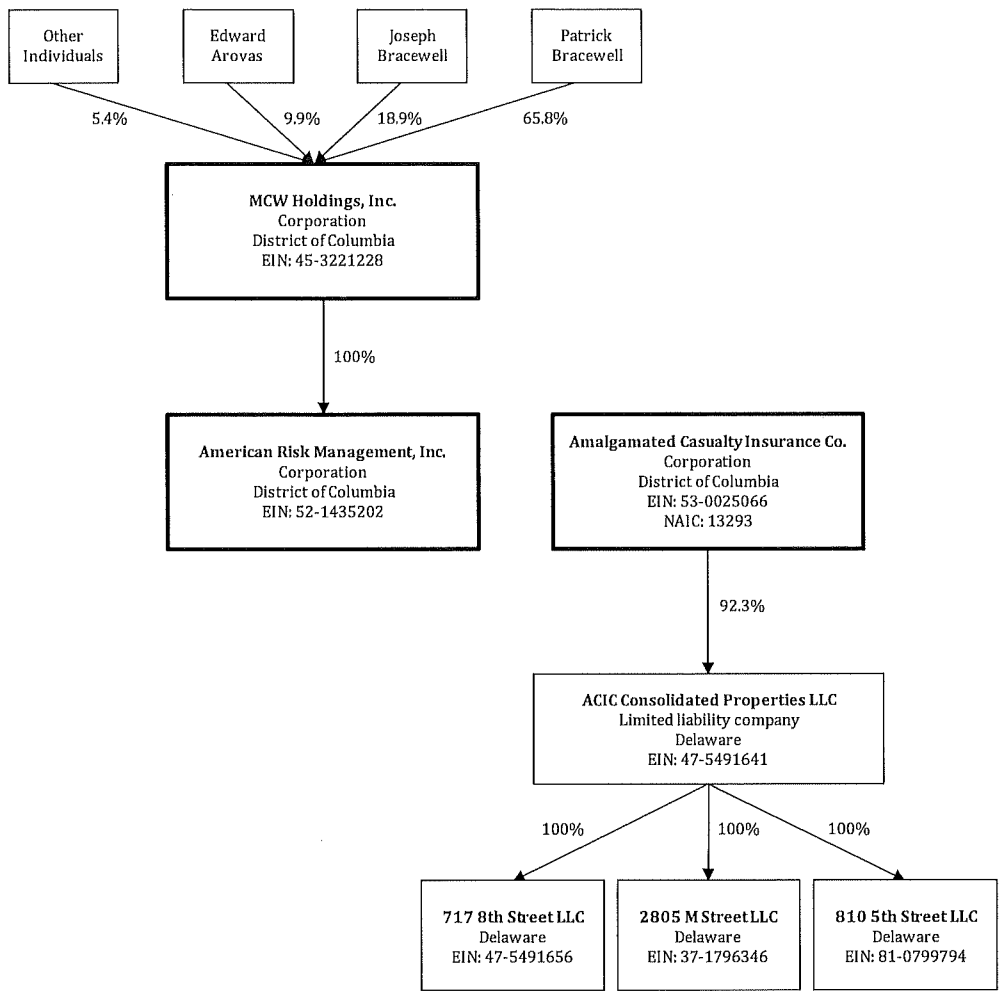 Other
Individuals
Edward
Arovas
Joseph
Bracewell
Patrick
Bracewell
5.4%
9.9%
18.9%
65.8%
MCW Holdings, Inc.
Corporation
District of Columbia
EIN: 45-3221228
100%
American Risk Management, Inc.
Corporation
District of Columbia
EIN: 52-1435202
Amalgamated Casualty Insurance Co.
Corporation
District of Columbia
EIN: 53-0025066
NAIC: 13293
92.3%
ACIC Consolidated Properties LLC
Limited liability company
Delaware
EIN: 47-5491641
100%
100%
100%
717 8th Street LLC
Delaware
EIN: 47-5491656
2805 M Street LLC
Delaware
EIN: 37-1796346
810 5th Street LLC
Delaware
EIN: 81-0799794